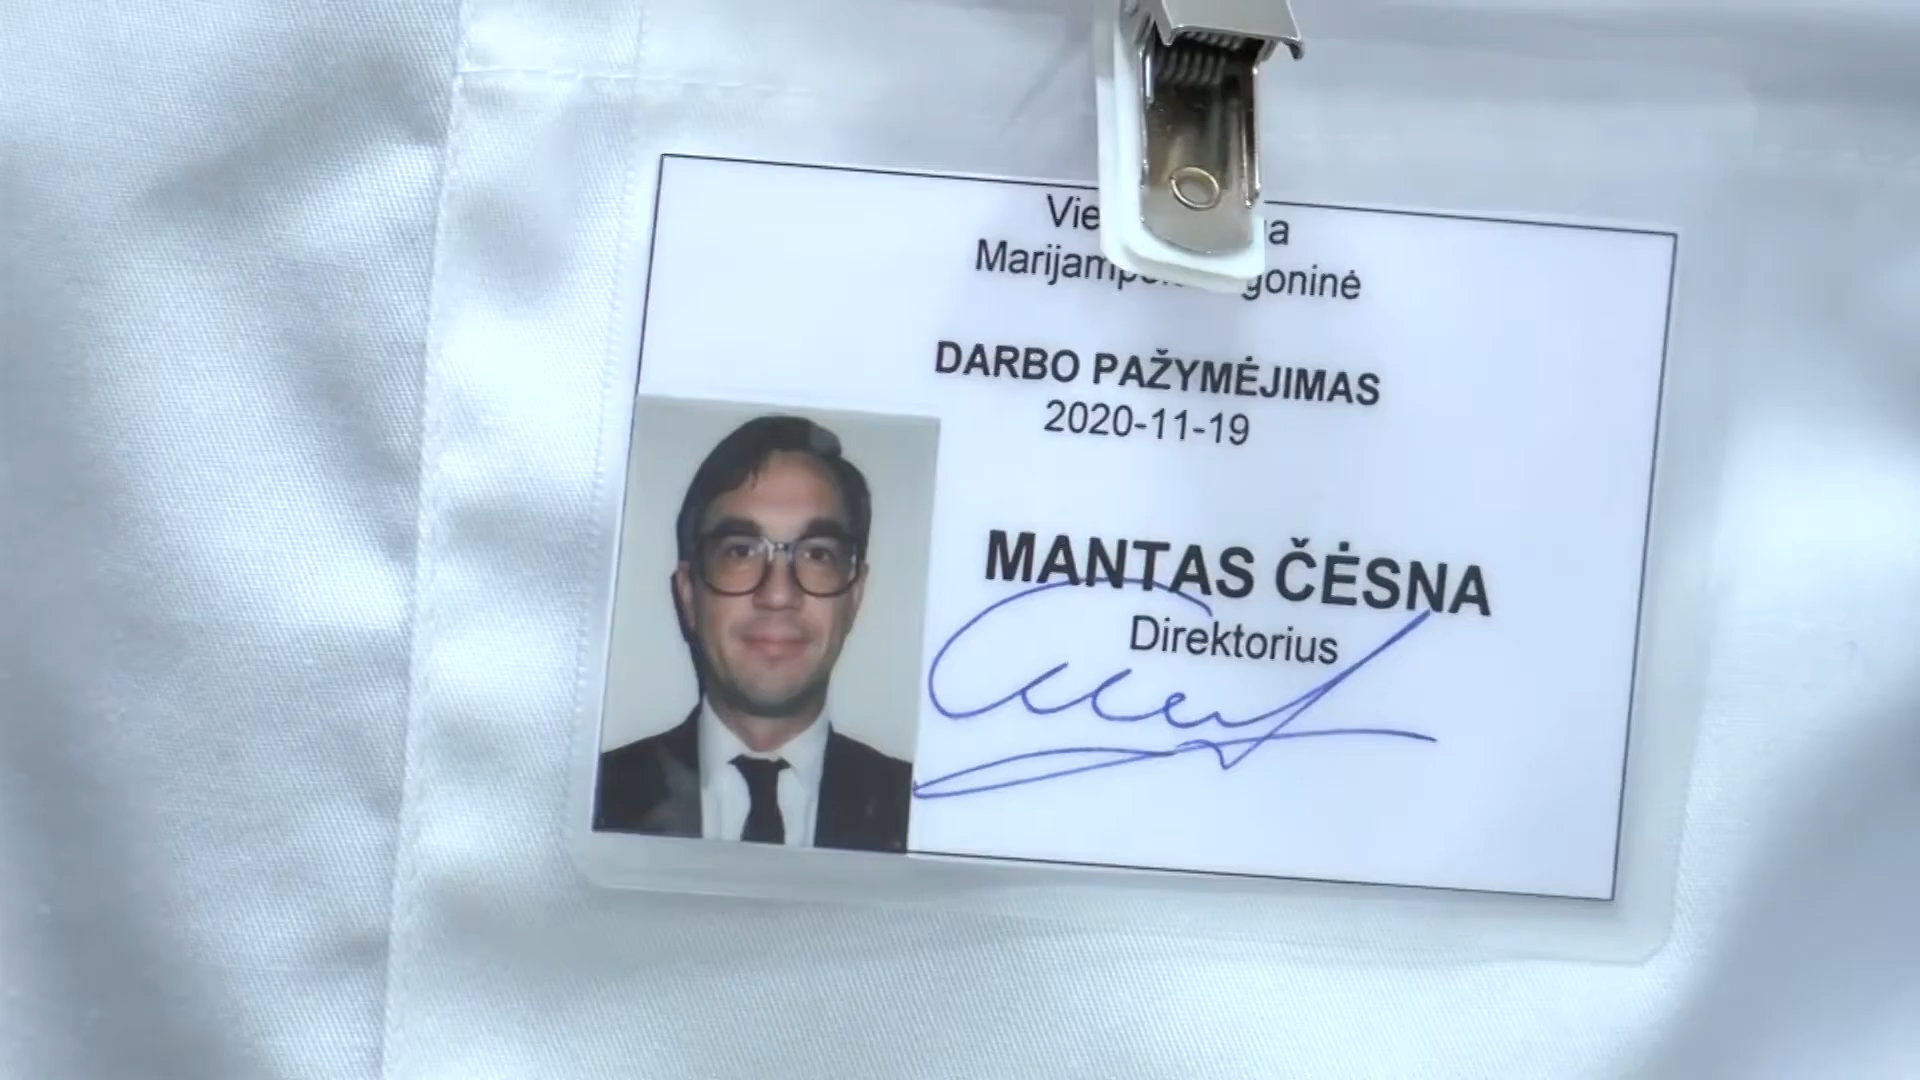 DARBO PAŽYMĖJIMAS
2020-11-19
MANTAS ČĖSNA
Direktorius